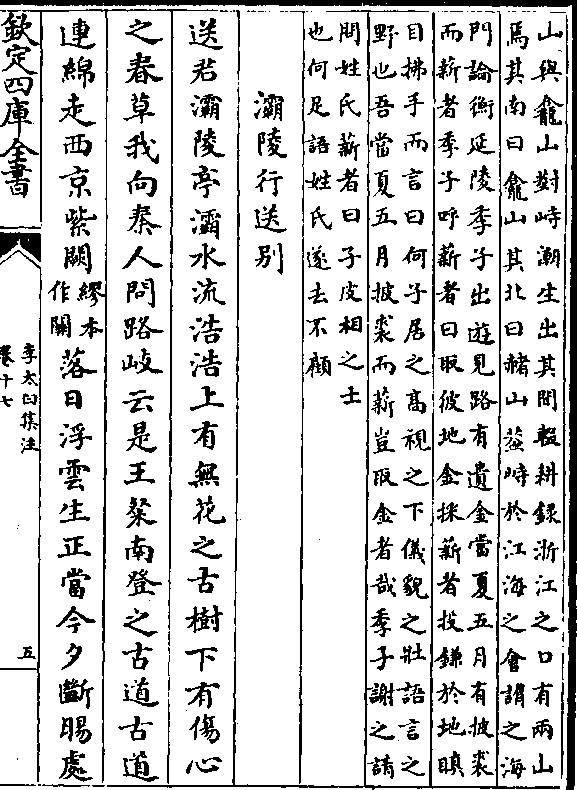 山與龕山對峙潮生出其間輟耕錄浙江之口有兩山
焉其南曰龕山其北曰赭山葢峙於江海之會謂之海
門論衡延陵季子出遊見路有遺金當夏五月有披裘
而薪者季子呼薪者曰取彼地金採薪者投鎌於地瞋
目拂手而言曰何子居之髙視之下儀貌之壯語言之
野也吾當夏五月披裘而薪豈取金者哉季子謝之請
問姓氏薪者曰子皮相之士
也何足語姓氏遂去不顧
灞陵行送别
送君灞陵亭灞水流浩浩上有無花之古樹下有傷心
之春草我向秦人問路岐云是王粲南登之古道古道
連綿走西京紫闕繆本作關落日浮雲生正當今夕斷腸處
欽定四庫全書
李太白集注
卷十七
五